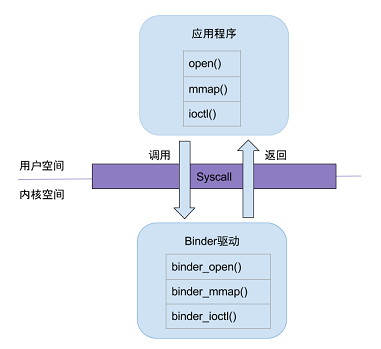 应用程序
open()
mmap()
ioctl()
调用
返回
用户空间
Syscall
内核空间
Binder驱动
binder_open()
binder_mmap()
binder_ioctl()